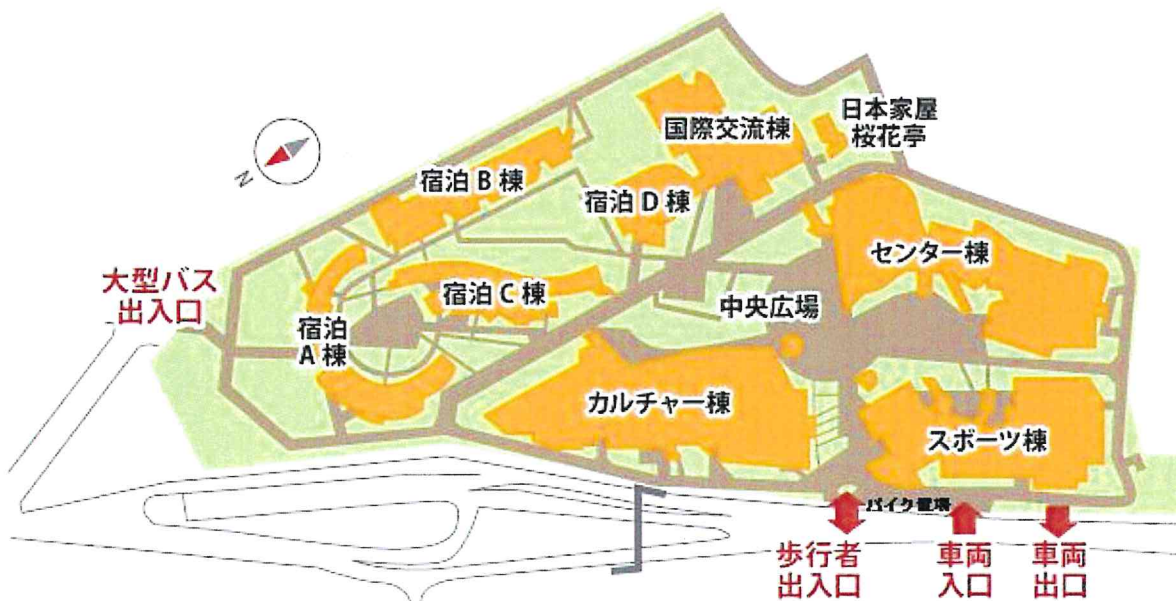 国際交流棟
日本家屋
桜花亭
宿泊 B 棟
宿泊 D 棟
N
センター棟
大型バス
出入口
宿泊 C 棟
中央広場
宿泊
A 棟
カルチャー棟
スポーツ棟
バイク置場
歩行者
出入口
車両
入口
車両
出口